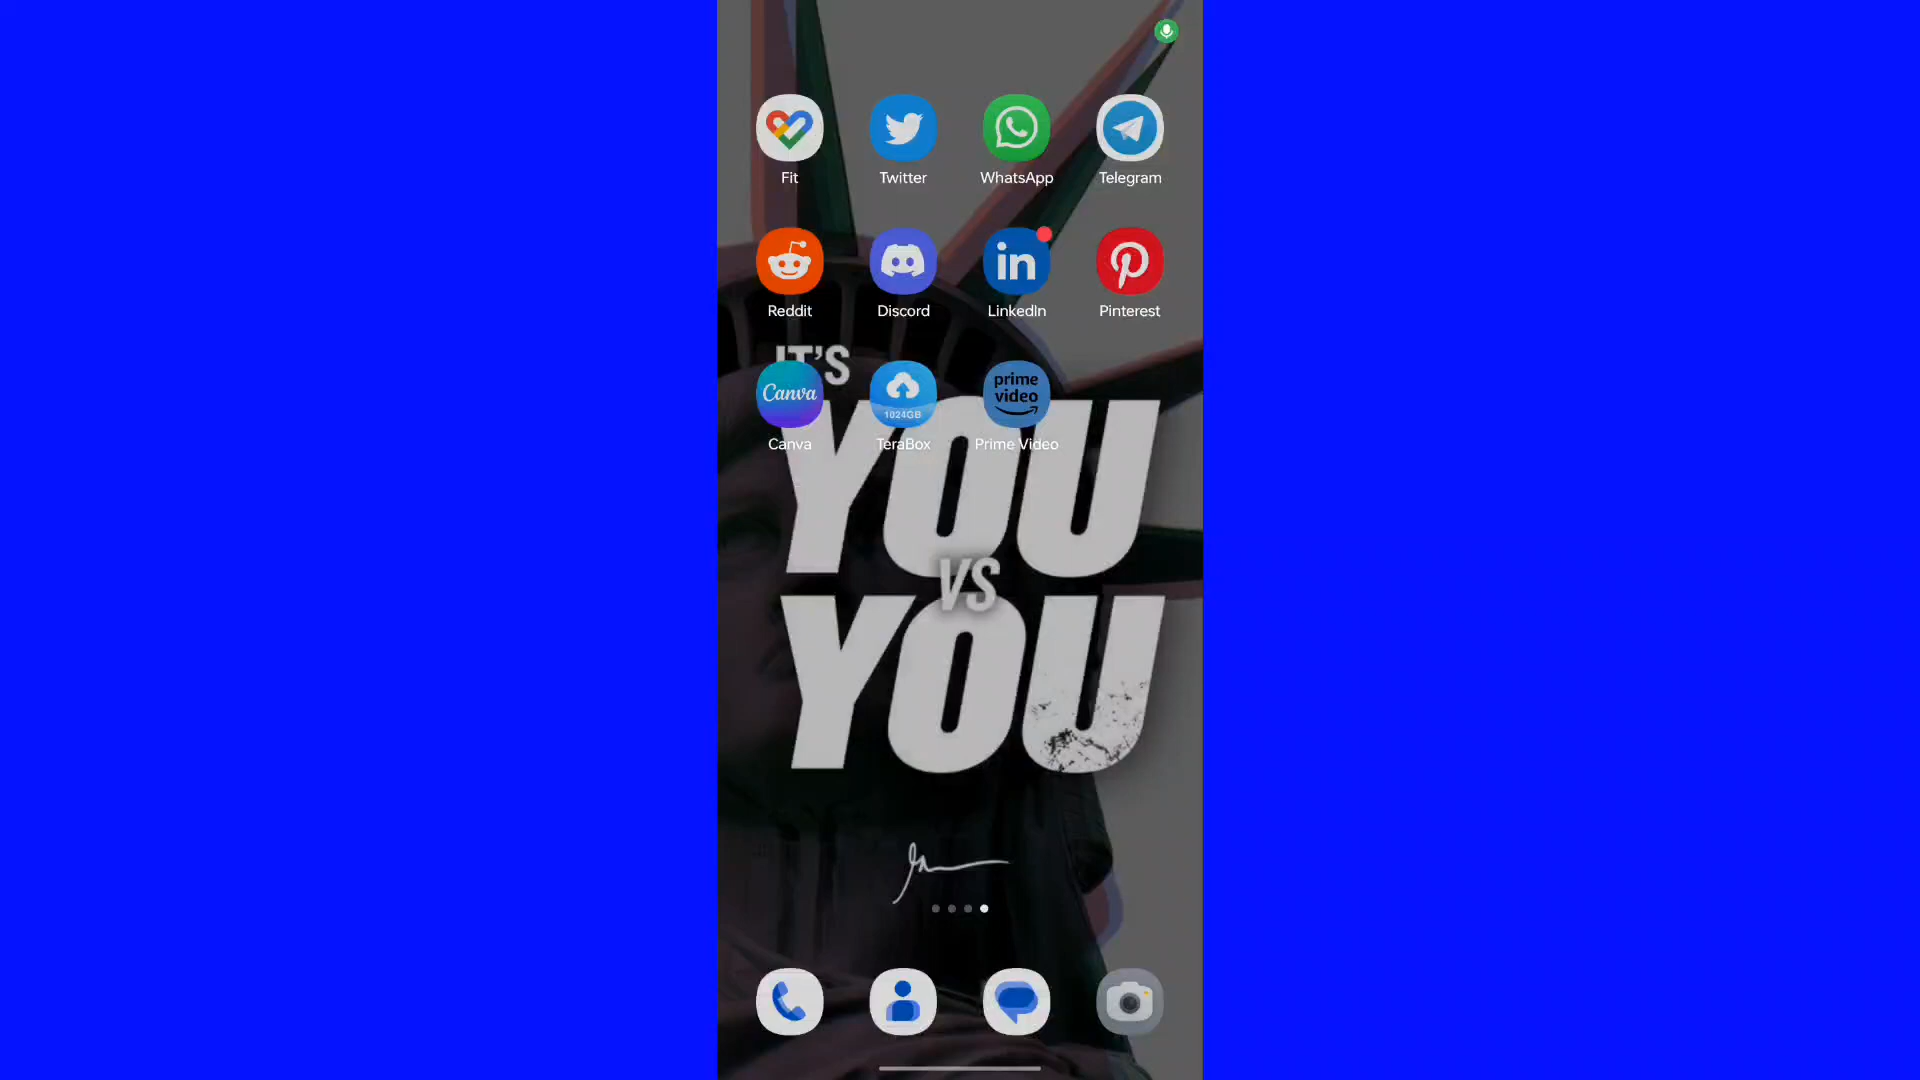 Fit Twitter WhatsApp Telegram
Reddit Discord LinkedIn Pinterest
IT'S
Canva
1024GB
prime
video
Canva TeraBox Prime Video
YOU
VS
YOU